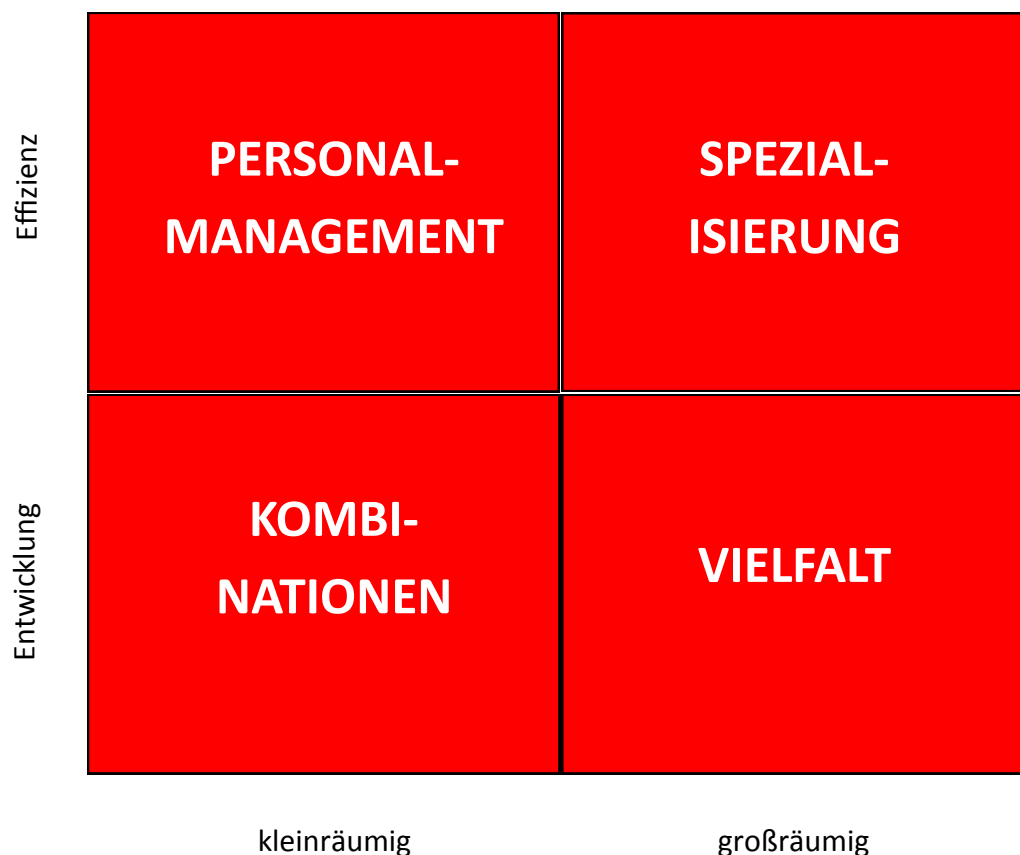 Effizienz
PERSONAL-
MANAGEMENT
SPEZIAL-
ISIERUNG
Entwicklung
KOMBI-
NATIONEN
VIELFALT
kleinräumig
großräumig